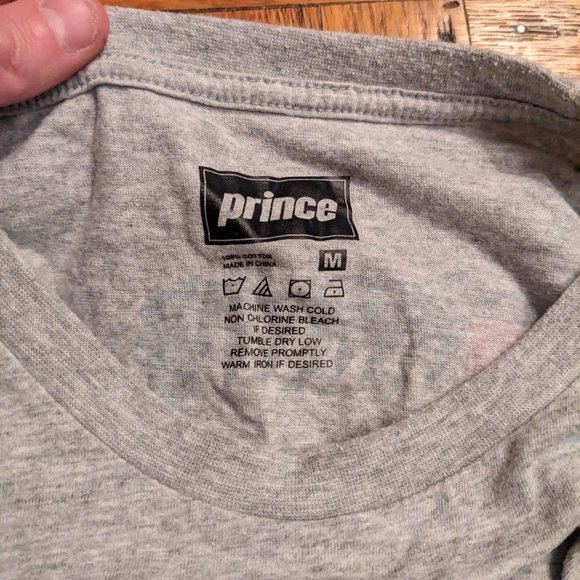 prince
100% COTTON
MADE IN CHINA
M
MACHINE WASH COLD
NON CHLORINE BLEACH
IF DESIRED
TUMBLE DRY LOW
REMOVE PROMPTLY
WARM IRON IF DESIRED